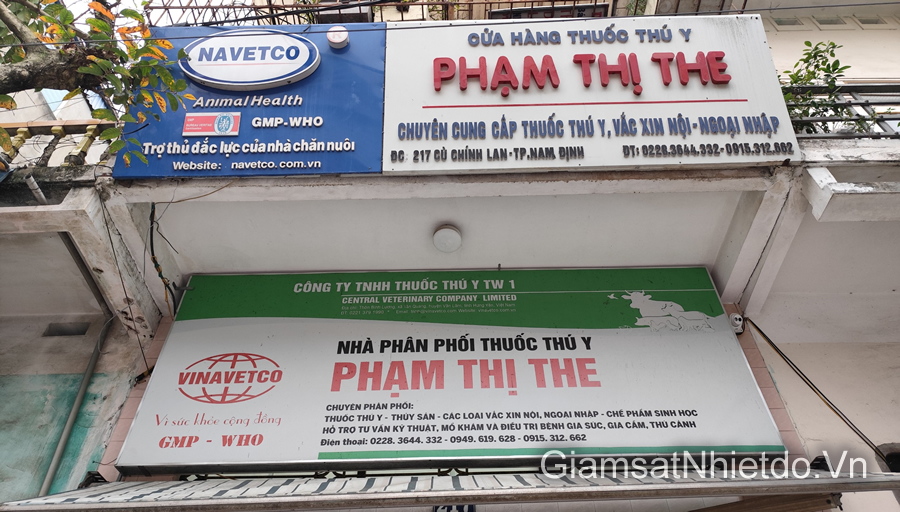 NAVETCO
Animal Health
GMP-WHO
Trợ thủ đắc lực của nhà chăn nuôi
Website: navetco.com.vn
CỬA HÀNG THUỐC THÚ Y
PHẠM THỊ THE
CHUYÊN CUNG CẤP THUỐC THÚ Y, VẮC XIN NỘI - NGOẠI NHẬP
ĐC 217 CÙ CHÍNH LAN - TP. NAM ĐỊNH ĐT: 0228.3644.332-0915.312.662
CÔNG TY TNHH THUỐC THÚ Y TW 1
CENTRAL VETERINARY COMPANY LIMITED
NHÀ PHÂN PHỐI THUỐC THÚ Y
PHẠM THỊ THE
VINAVETCO
Vì sức khỏe cộng đồng
GMP - WHO
CHUYÊN PHÂN PHỐI:
THUỐC THÚ Y - THỦY SẢN - CÁC LOẠI VẮC XIN NỘI, NGOẠI NHẬP - CHẾ PHẨM SINH HỌC
HỖ TRỢ TƯ VẤN KỸ THUẬT, MỔ KHÁM VÀ ĐIỀU TRỊ BỆNH GIA SÚC, GIA CẦM, THÚ CẢNH
Điện thoại: 0228. 3644. 332 - 0949. 619. 628 - 0915. 312. 662
GiamsatNhietdo.Vn